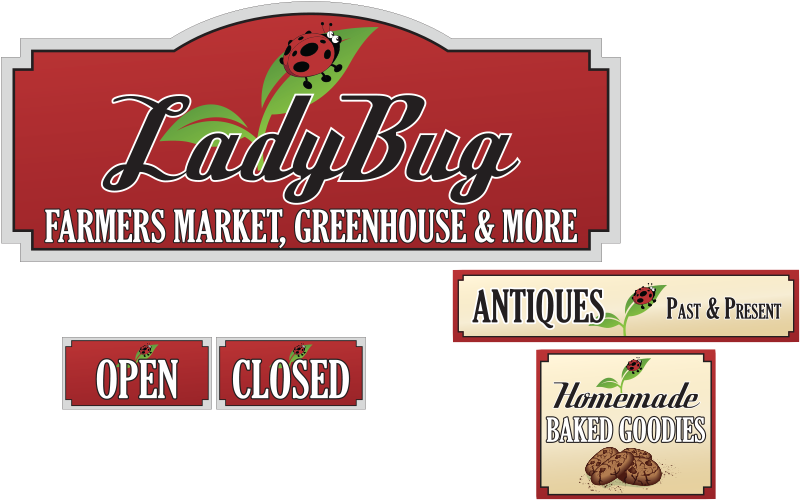 LadyBug
FARMERS MARKET, GREENHOUSE & MORE
ANTIQUES PAST & PRESENT
OPEN
CLOSED
Homemade
BAKED GOODIES